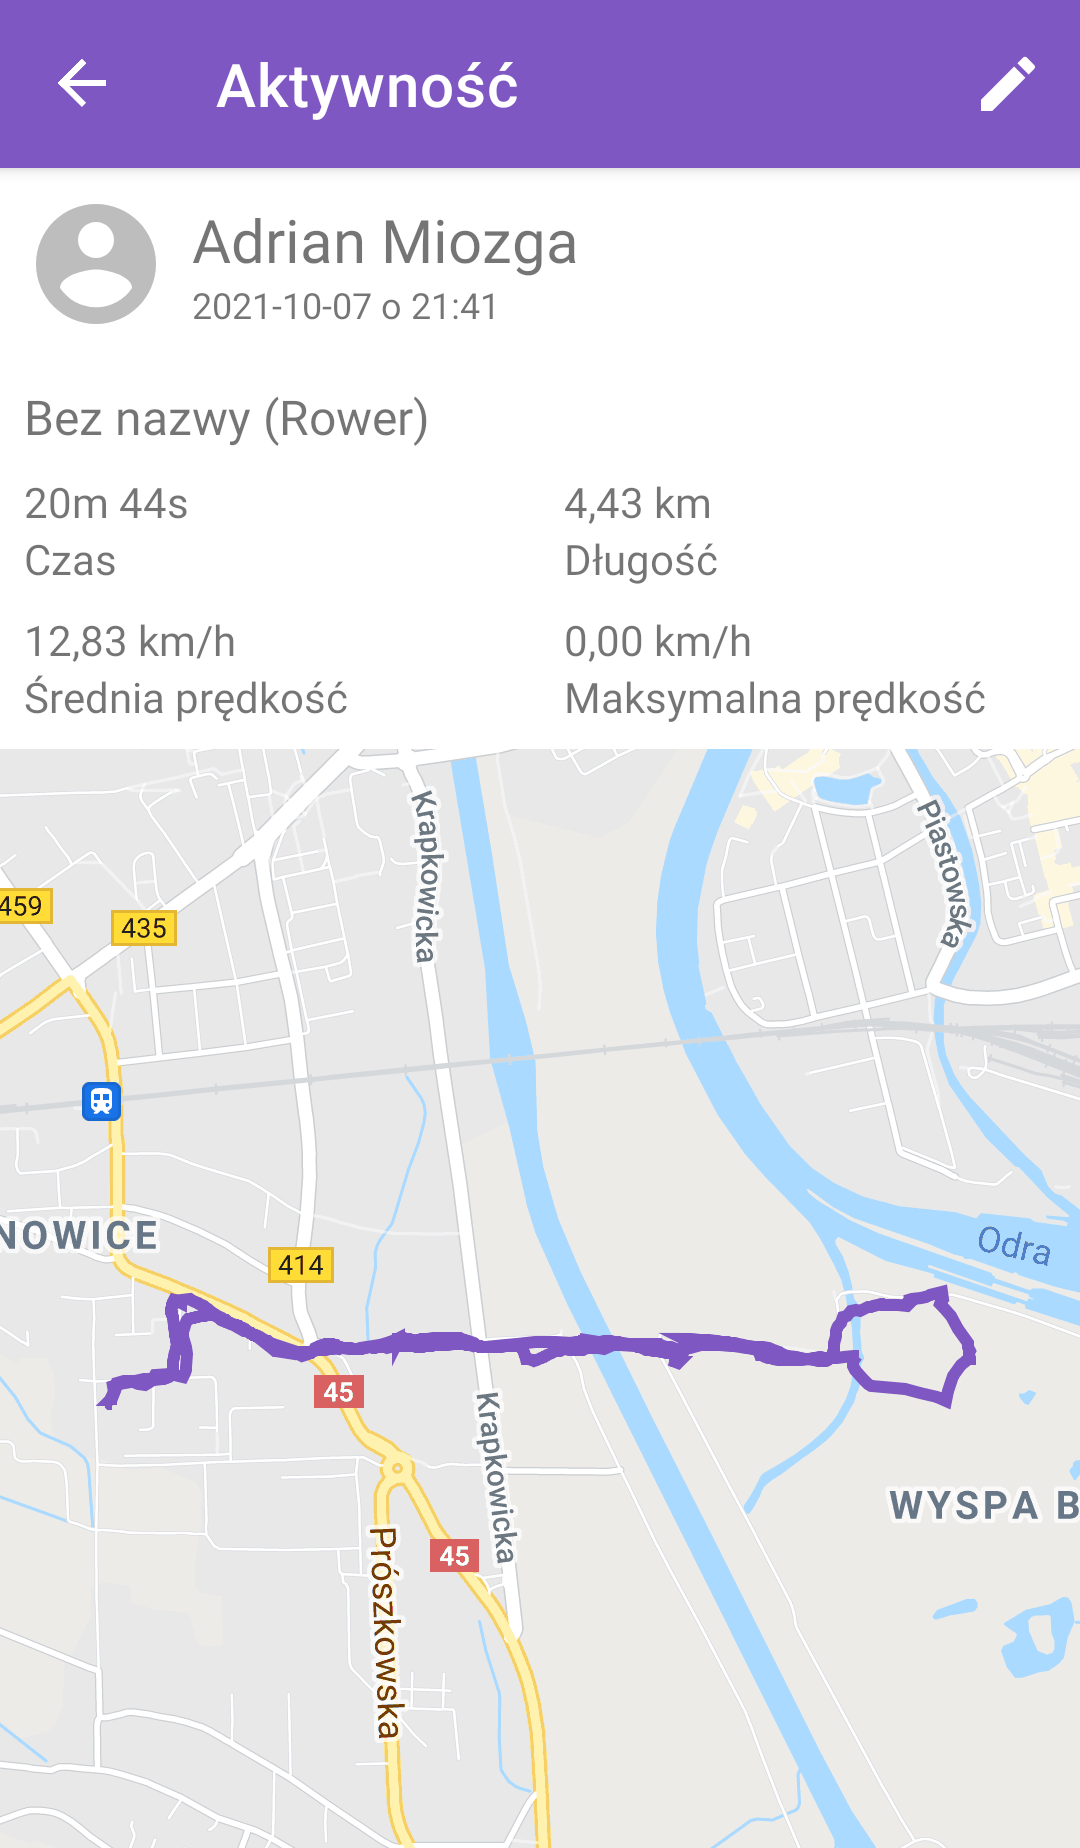 Aktywność
Adrian Miozga
2021-10-07 o 21:41
Bez nazwy (Rower)
20m 44s
4,43 km
Czas
Długość
12,83 km/h
0,00 km/h
Średnia prędkość
Maksymalna prędkość
Krapkowicka
Piastowska
459
435
NOWICE
Odra
414
45
Krapkowicka
WYSPA B
Prószkowska
45